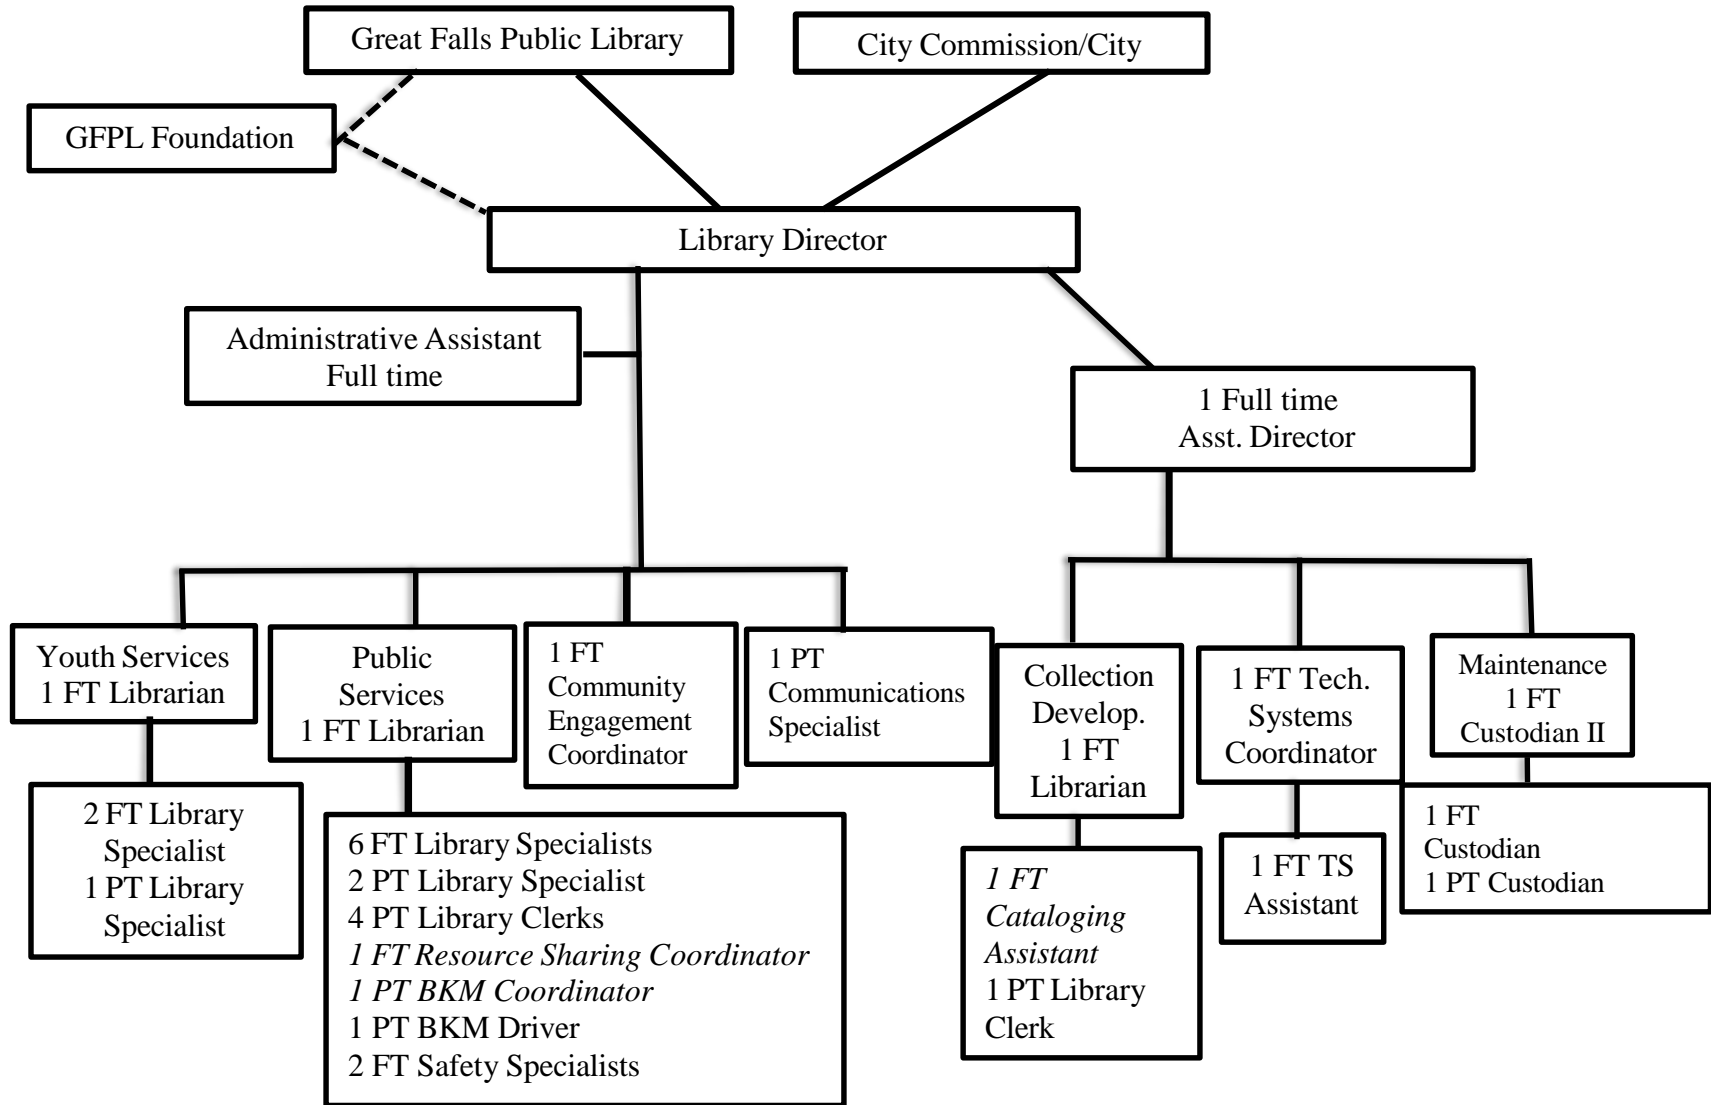 Great Falls Public Library
City Commission/City
GFPL Foundation
Library Director
Administrative Assistant
Full time
1 Full time
Asst. Director
Youth Services
1 FT Librarian
Public
Services
1 FT Librarian
1 FT
Community
Engagement
Coordinator
1 PT
Communications
Specialist
Collection
Develop.
1 FT
Librarian
1 FT Tech.
Systems
Coordinator
Maintenance
1 FT
Custodian II
2 FT Library
Specialist
1 PT Library
Specialist
6 FT Library Specialists
2 PT Library Specialist
4 PT Library Clerks
1 FT Resource Sharing Coordinator
1 PT BKM Coordinator
1 PT BKM Driver
2 FT Safety Specialists
1 FT
Cataloging
Assistant
1 PT Library
Clerk
1 FT TS
Assistant
1 FT
Custodian
1 PT Custodian